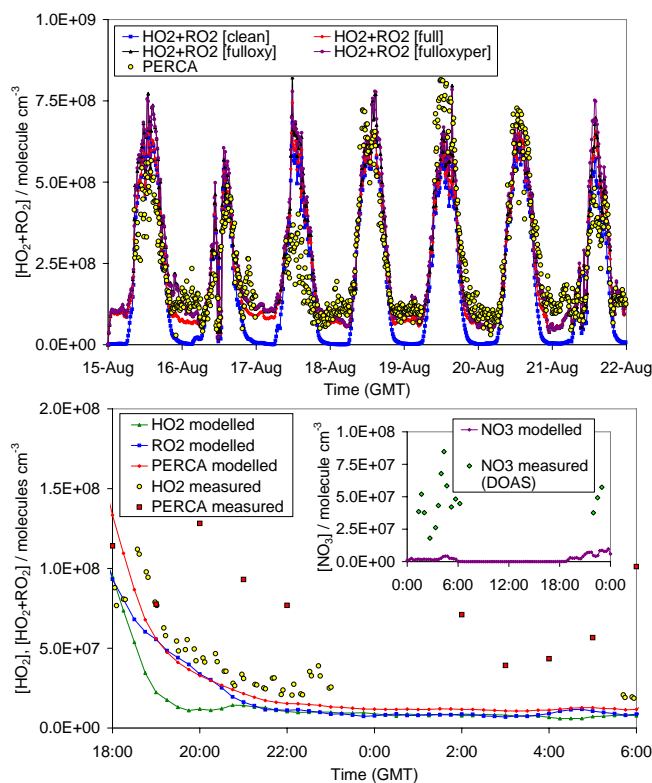 1.0E+09
HO2+RO2 [clean] HO2+RO2 [full]
HO2+RO2 [fulloxy] HO2+RO2 [fulloxyper]
PERCA
7.5E+08
5.0E+08
2.5E+08
0.0E+00
[HO₂+RO₂] / molecule cm⁻³
15-Aug 16-Aug 17-Aug 18-Aug 19-Aug 20-Aug 21-Aug 22-Aug
Time (GMT)
2.0E+08
HO2 modelled
RO2 modelled
PERCA modelled
HO2 measured
PERCA measured
1.5E+08
1.0E+08
5.0E+07
0.0E+00
[HO₂], [HO₂+RO₂] / molecules cm⁻³
NO3 modelled
NO3 measured
(DOAS)
1.0E+08
7.5E+07
5.0E+07
2.5E+07
0.0E+00
[NO₃] / molecule cm⁻³
0:00 6:00 12:00 18:00 0:00
18:00 20:00 22:00 0:00 2:00 4:00 6:00
Time (GMT)